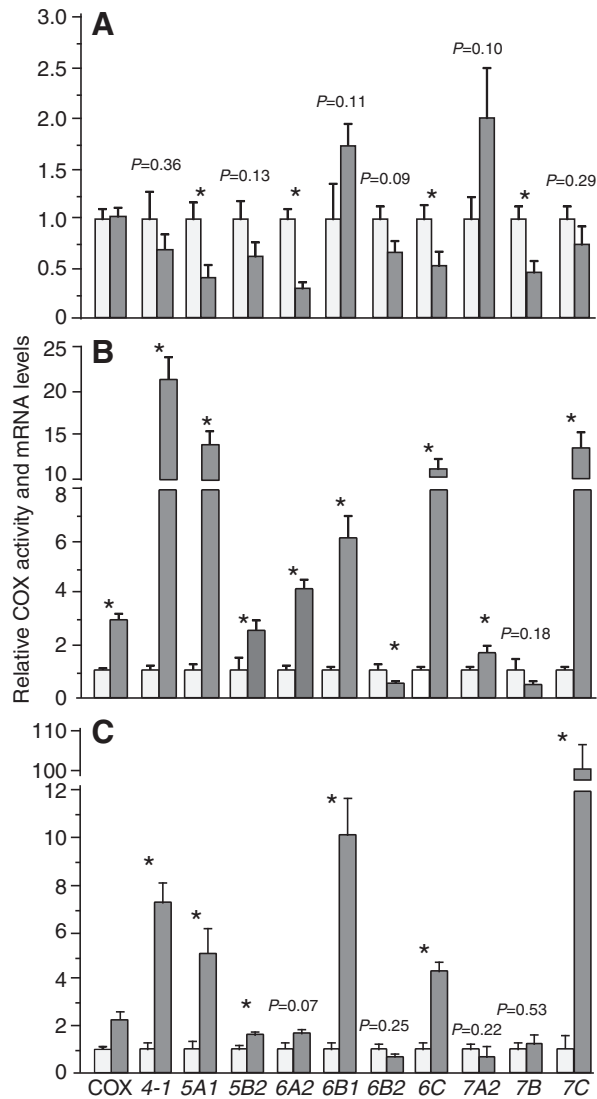 Relative COX activity and mRNA levels
A
3.0
2.5
2.0
1.5
1.0
0.5
0
P=0.36
*
P=0.13
*
P=0.11
P=0.09
*
P=0.10
*
P=0.29
B
25
20
15
10
8
6
4
2
0
*
*
*
*
*
*
*
*
*
P=0.18
*
C
110
100
12
10
8
6
4
2
0
*
*
*
P=0.07
*
P=0.25
*
P=0.22
P=0.53
*
COX 4-1 5A1 5B2 6A2 6B1 6B2 6C 7A2 7B 7C